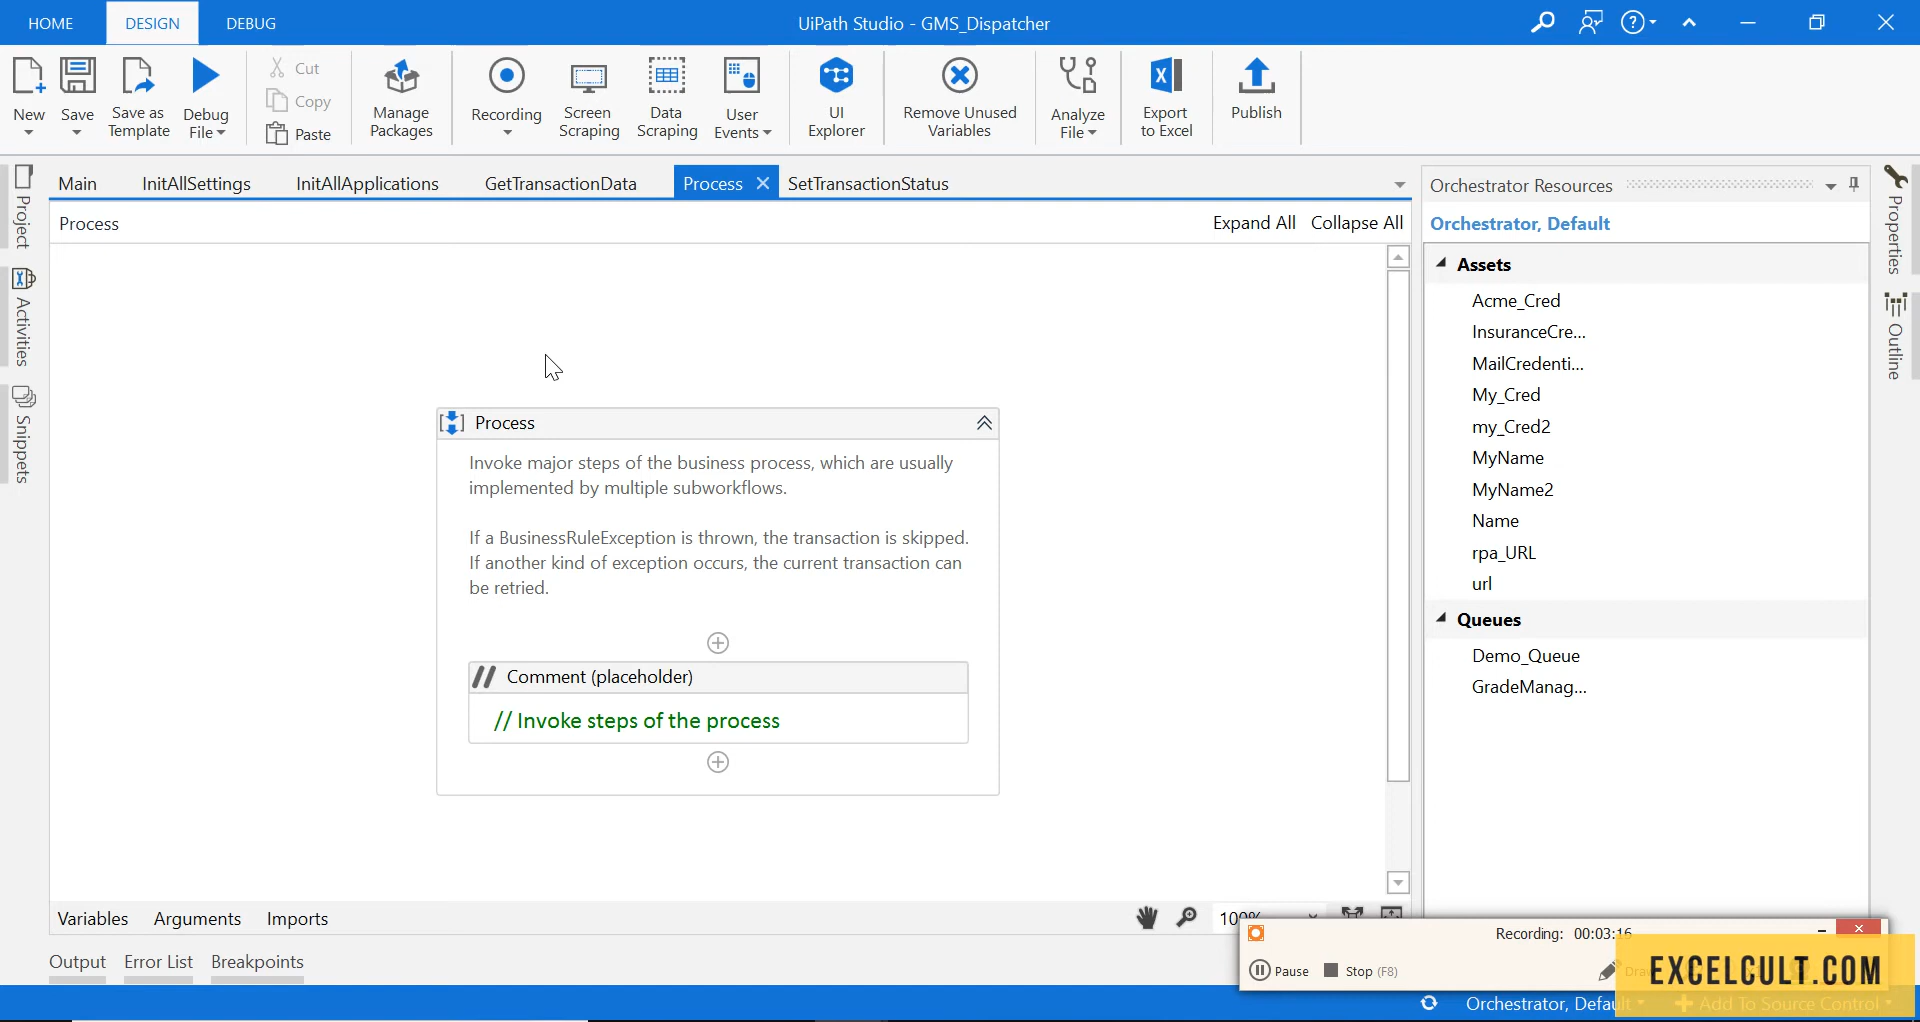 HOME DESIGN DEBUG UiPath Studio - GMS_Dispatcher
New Save Save as Template Debug File
Cut
Copy
Paste
Manage Packages
Recording
Screen Scraping
Data Scraping
User Events
UI Explorer
Remove Unused Variables
Analyze File
Export to Excel
Publish
Project
Activities
Snippets
Main InitAllSettings InitAllApplications GetTransactionData Process SetTransactionStatus
Process Expand All Collapse All
Process
Invoke major steps of the business process, which are usually
implemented by multiple subworkflows.
If a BusinessRuleException is thrown, the transaction is skipped.
If another kind of exception occurs, the current transaction can
be retried.
// Comment (placeholder)
// Invoke steps of the process
Orchestrator Resources
Orchestrator, Default
Assets
Acme_Cred
InsuranceCre...
MailCredenti...
My_Cred
my_Cred2
MyName
MyName2
Name
rpa_URL
url
Queues
Demo_Queue
GradeManag...
Properties
Outline
Variables Arguments Imports 100%
Output Error List Breakpoints
Recording: 00:03:16
Pause Stop (F8) Draw
EXCELCULT.COM
Orchestrator, Default Add To Source Control